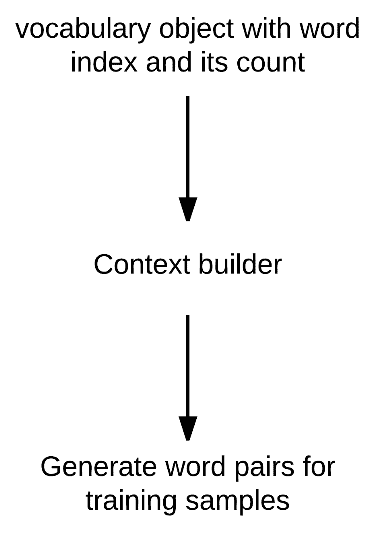 vocabulary object with word
index and its count
Context builder
Generate word pairs for
training samples